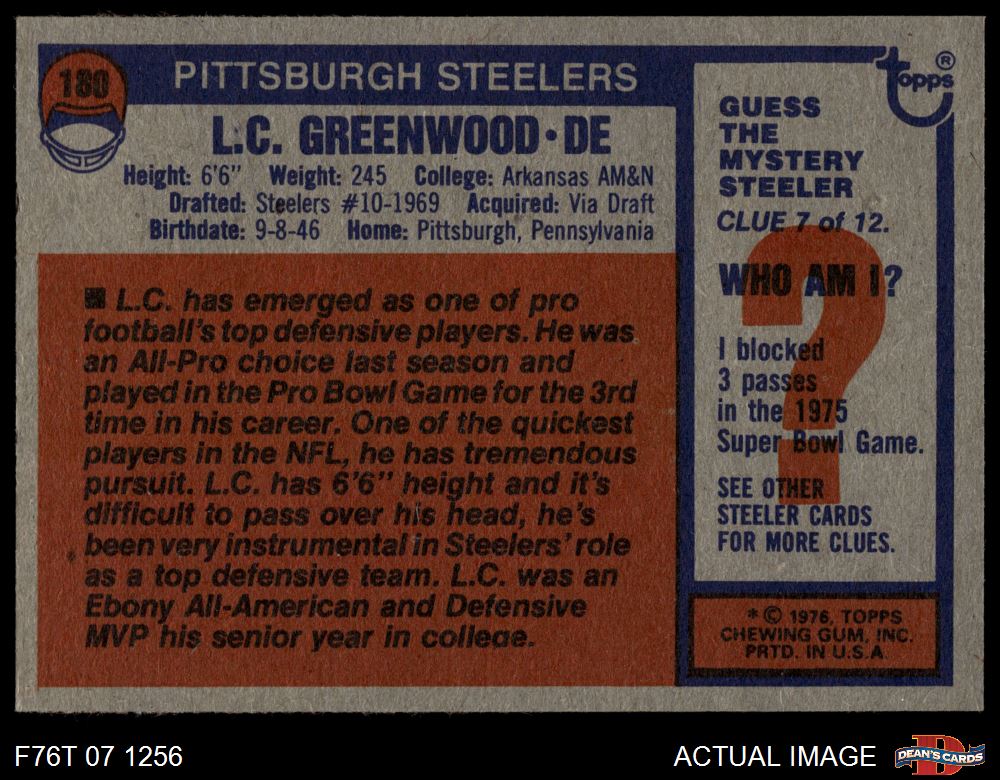 180
PITTSBURGH STEELERS
L.C. GREENWOOD • DE
Height: 6'6" Weight: 245 College: Arkansas AM&N
Drafted: Steelers #10-1969 Acquired: Via Draft
Birthdate: 9-8-46 Home: Pittsburgh, Pennsylvania
L.C. has emerged as one of pro
football's top defensive players. He was
an All-Pro choice last season and
played in the Pro Bowl Game for the 3rd
time in his career. One of the quickest
players in the NFL, he has tremendous
pursuit. L.C. has 6'6" height and it's
difficult to pass over his head, he's
been very instrumental in Steelers' role
as a top defensive team. L.C. was an
Ebony All-American and Defensive
MVP his senior year in college.
topps®
GUESS
THE
MYSTERY
STEELER
CLUE 7 of 12.
?
WHO AM I?
I blocked
3 passes
in the 1975
Super Bowl Game.
SEE OTHER
STEELER CARDS
FOR MORE CLUES.
* © 1976, TOPPS
CHEWING GUM, INC.
PRTD. IN U.S.A
F76T 07 1256
ACTUAL IMAGE
D
DEAN'S CARDS